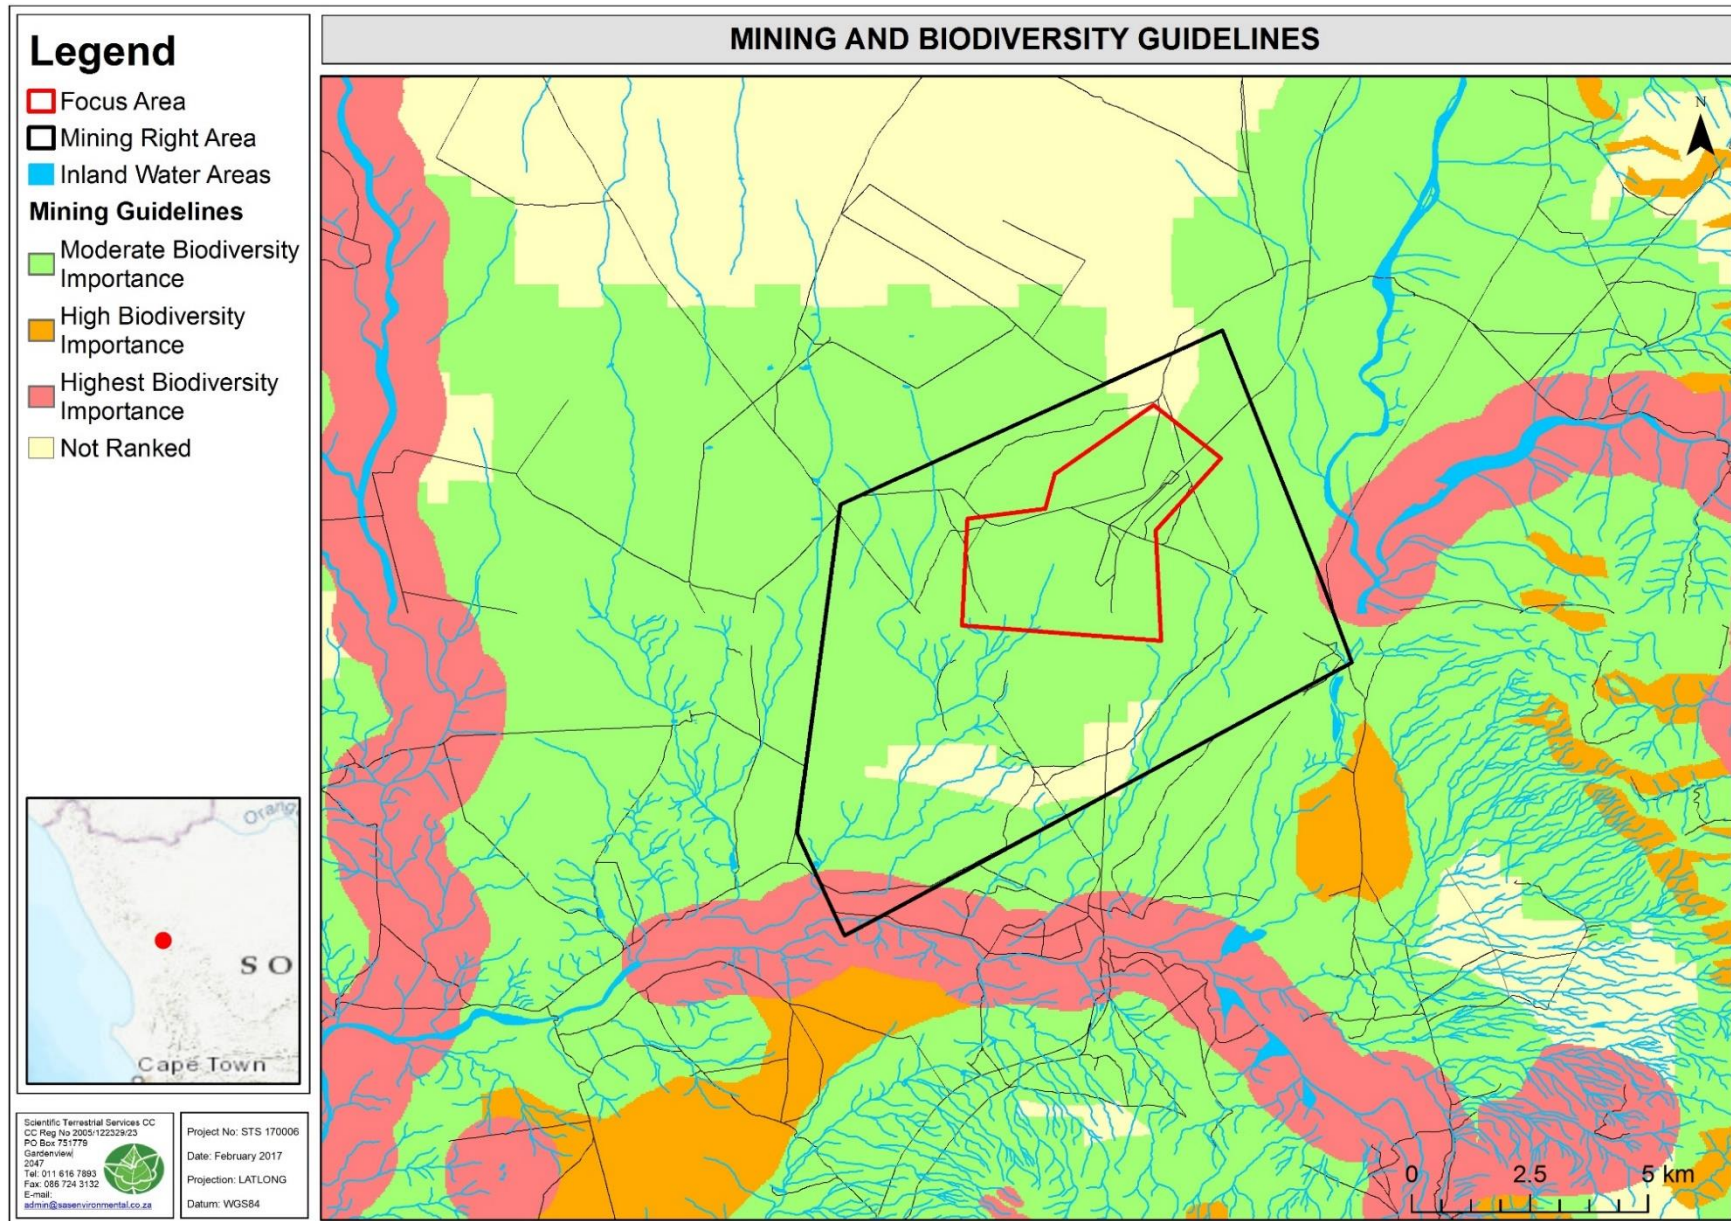 Legend
Focus Area
Mining Right Area
Inland Water Areas
Mining Guidelines
Moderate Biodiversity
Importance
High Biodiversity
Importance
Highest Biodiversity
Importance
Not Ranked
MINING AND BIODIVERSITY GUIDELINES
N
0 2.5 5 km
Orang
S O
Cape Town
Scientific Terrestrial Services CC
CC Reg No 2005/122329/23
PO Box 751779
Gardenview
2047
Tel: 011 616 7893
Fax: 086 724 3132
E-mail:
admin@sasenvironmental.co.za
Project No: STS 170006
Date: February 2017
Projection: LATLONG
Datum: WGS84